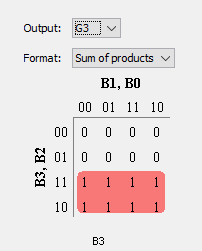 Output: G3
Format: Sum of products
B1, B0
00 01 11 10
B3, B2
00 0 0 0 0
01 0 0 0 0
11 1 1 1 1
10 1 1 1 1
B3